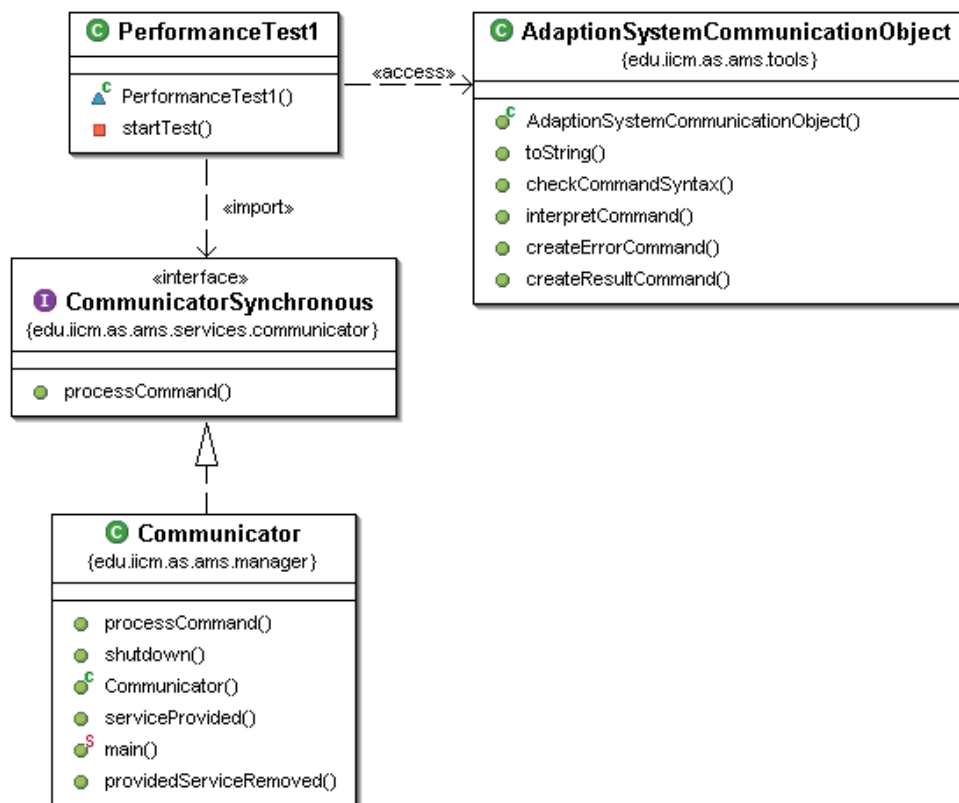 C PerformanceTest1
C PerformanceTest1()
startTest()
«access»
C AdaptionSystemCommunicationObject
{edu.iicm.as.ams.tools}
C AdaptionSystemCommunicationObject()
toString()
checkCommandSyntax()
interpretCommand()
createErrorCommand()
createResultCommand()
«import»
«interface»
I CommunicatorSynchronous
{edu.iicm.as.ams.services.communicator}
processCommand()
C Communicator
{edu.iicm.as.ams.manager}
processCommand()
shutdown()
C Communicator()
serviceProvided()
S main()
providedServiceRemoved()